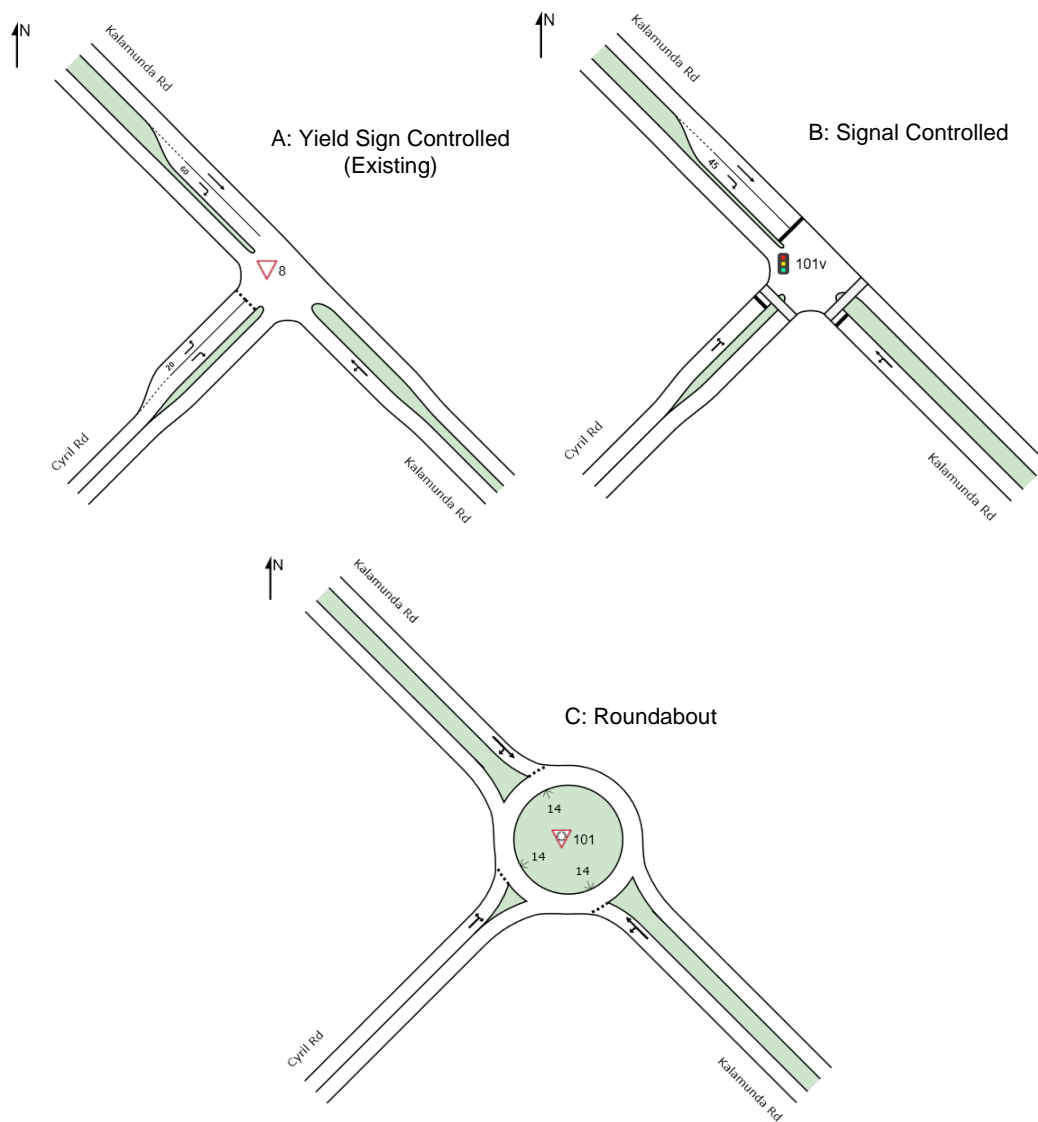 N
Kalamunda Rd
A: Yield Sign Controlled
(Existing)
60
8
20
Cyril Rd
Kalamunda Rd
N
Kalamunda Rd
B: Signal Controlled
45
101v
Cyril Rd
Kalamunda Rd
N
Kalamunda Rd
C: Roundabout
14
101
14
14
Cyril Rd
Kalamunda Rd